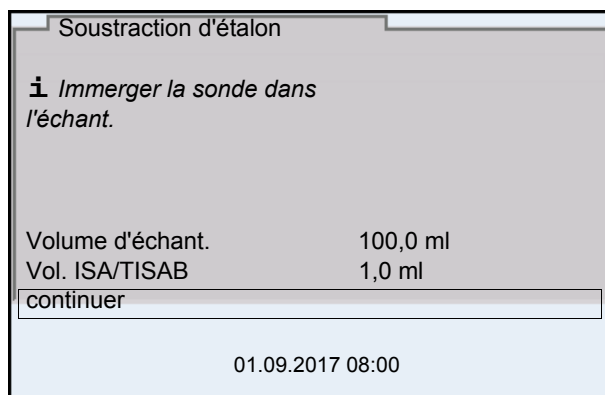 Soustraction d'étalon
i Immerger la sonde dans
l'échant.
Volume d'échant. 100,0 ml
Vol. ISA/TISAB 1,0 ml
continuer
01.09.2017 08:00